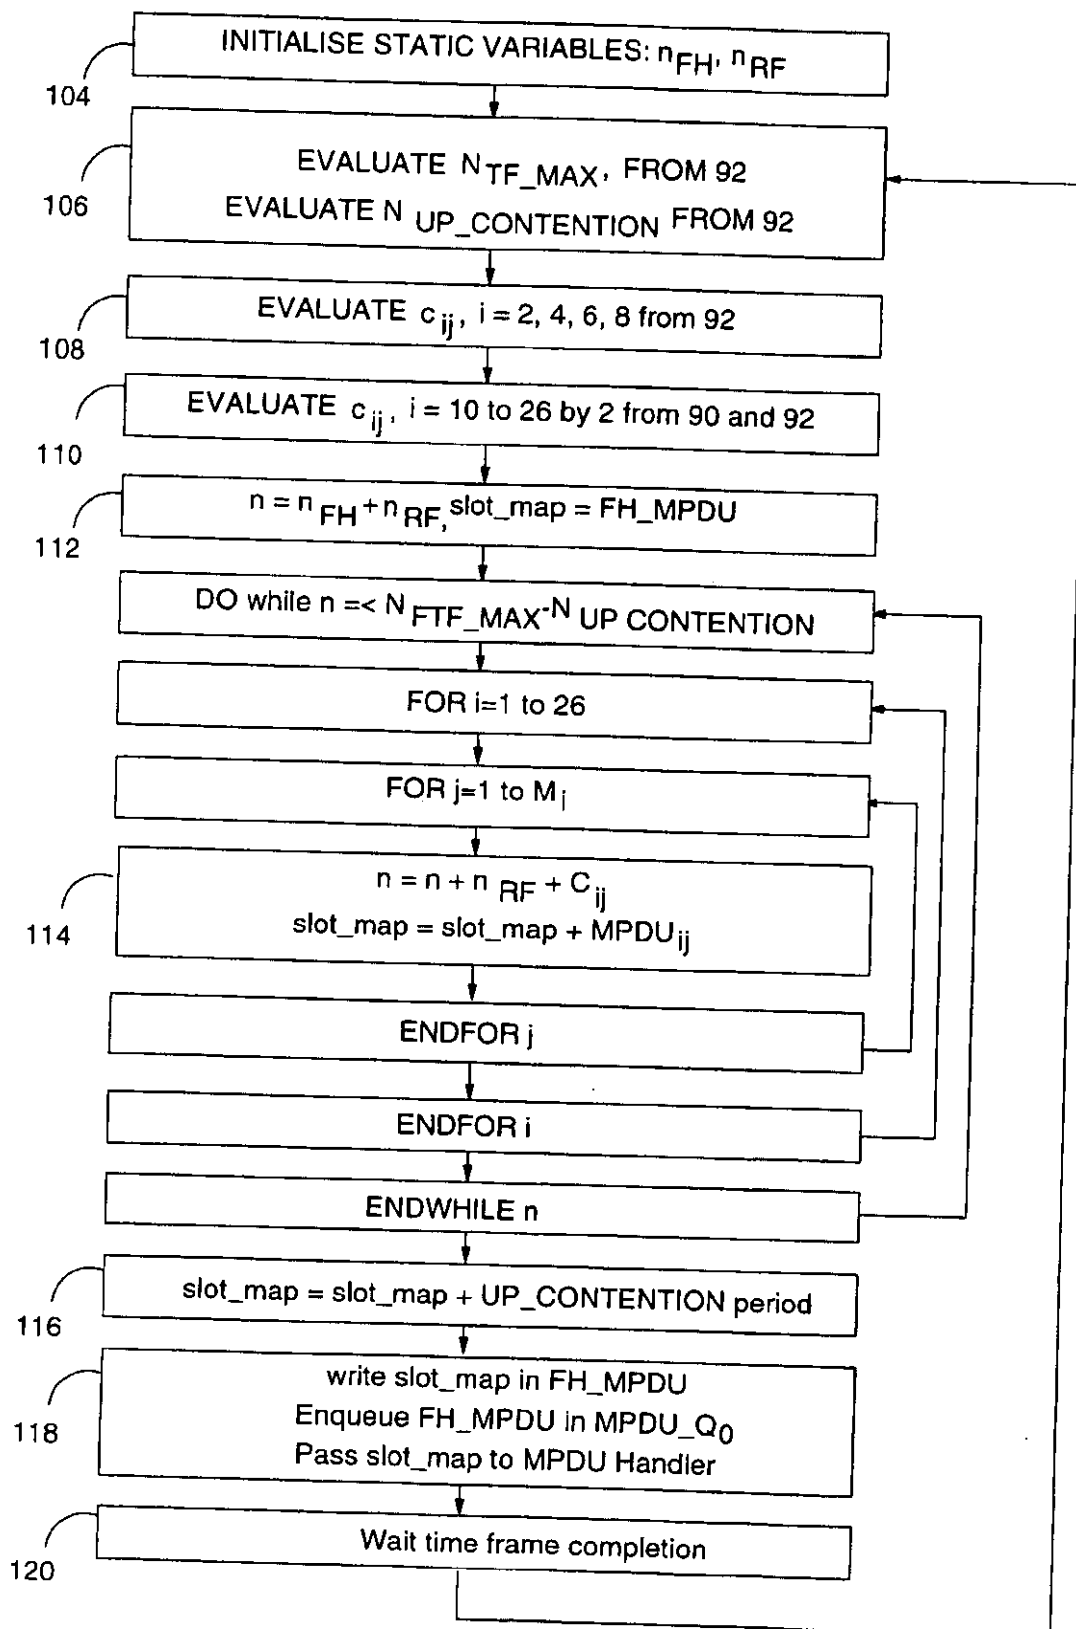 INITIALISE STATIC VARIABLES: nFH, nRF
104
EVALUATE NTF_MAX, FROM 92
EVALUATE N UP_CONTENTION FROM 92
106
EVALUATE cij, i = 2, 4, 6, 8 from 92
108
EVALUATE cij, i = 10 to 26 by 2 from 90 and 92
110
n = nFH + nRF, slot_map = FH_MPDU
112
DO while n =< NFTF_MAX-N UP CONTENTION
FOR i=1 to 26
FOR j=1 to Mi
n = n + n RF + Cij
slot_map = slot_map + MPDUij
114
ENDFOR j
ENDFOR i
ENDWHILE n
slot_map = slot_map + UP_CONTENTION period
116
write slot_map in FH_MPDU
Enqueue FH_MPDU in MPDU_Q0
Pass slot_map to MPDU Handler
118
Wait time frame completion
120